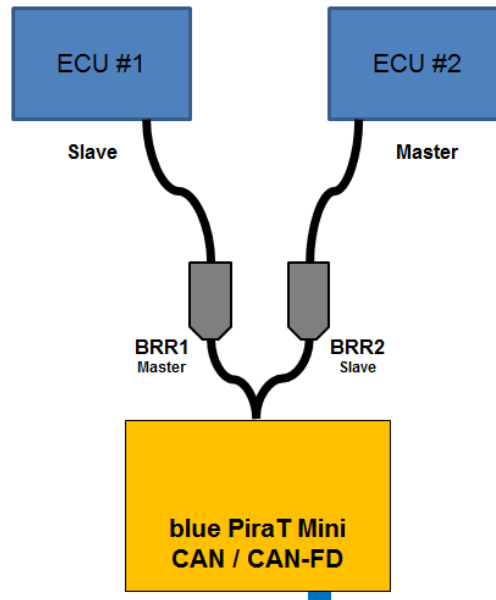 ECU #1
ECU #2
Slave
Master
BRR1
Master
BRR2
Slave
blue PiraT Mini
CAN / CAN-FD